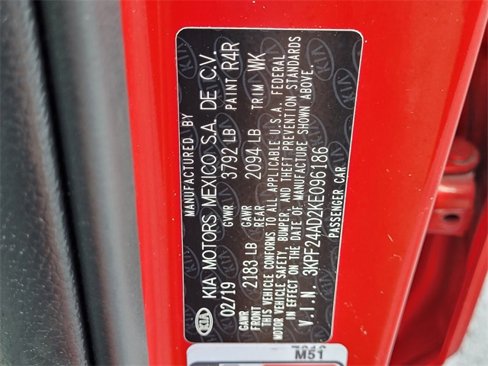 MANUFACTURED BY
KIA KIA MOTORS MEXICO S.A. DE C.V.
02/19 GVWR 3792 LB PAINT R4R
GAWR FRONT 2183 LB GAWR REAR 2094 LB TRIM WK
THIS VEHICLE CONFORMS TO ALL APPLICABLE U.S.A. FEDERAL
MOTOR VEHICLE SAFETY, BUMPER, AND THEFT PREVENTION STANDARDS
IN EFFECT ON THE DATE OF MANUFACTURE SHOWN ABOVE.
V.I.N. 3KPF24AD2KE096186
PASSENGER CAR
M51